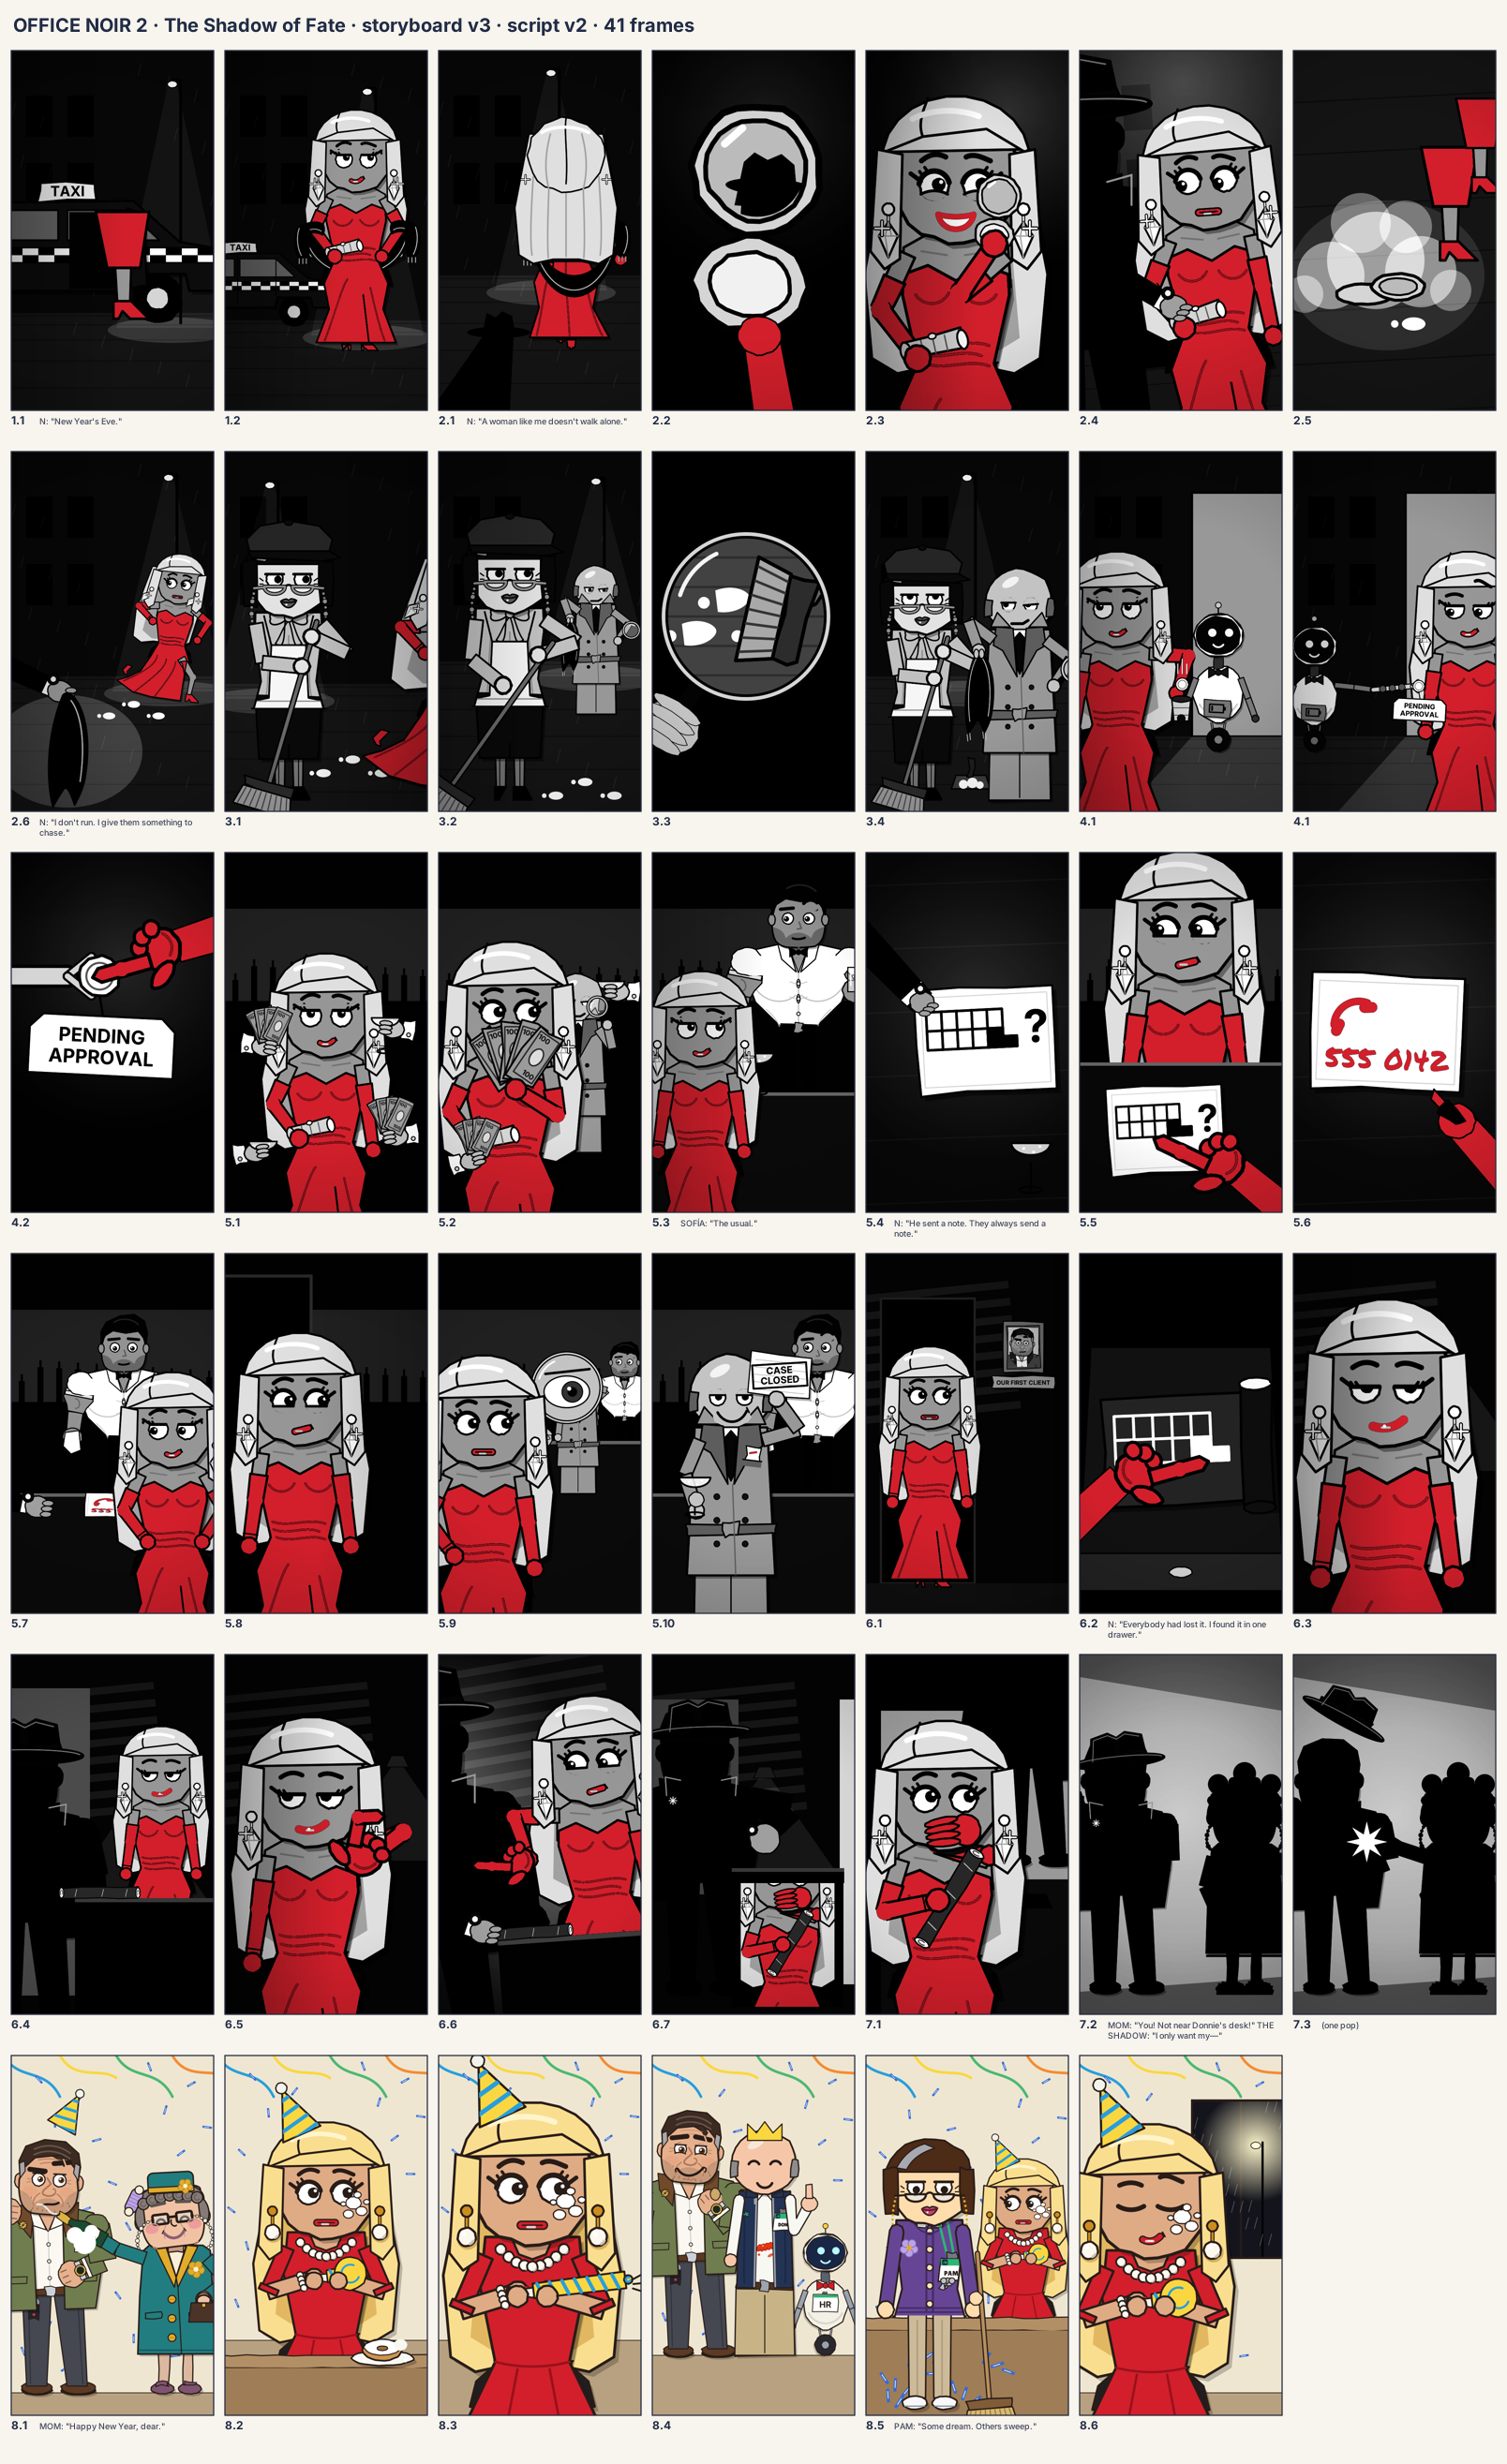 OFFICE NOIR 2 · The Shadow of Fate · storyboard v3 · script v2 · 41 frames
TAXI
TAXI
1.1 N: "New Year's Eve."
1.2
2.1 N: "A woman like me doesn't walk alone."
2.2
2.3
2.4
2.5
PENDING
APPROVAL
2.6 N: "I don't run. I give them something to
chase."
3.1
3.2
3.3
3.4
4.1
4.1
PENDING
APPROVAL
100
100
100
100
100
?
?
555 0142
4.2
5.1
5.2
5.3 SOFÍA: "The usual."
5.4 N: "He sent a note. They always send a
note."
5.5
5.6
CASE
CLOSED
OUR FIRST CLIENT
5.7
5.8
5.9
5.10
6.1
6.2 N: "Everybody had lost it. I found it in one
drawer."
6.3
6.4
6.5
6.6
6.7
7.1
7.2 MOM: "You! Not near Donnie's desk!" THE
SHADOW: "I only want my—"
7.3 (one pop)
HR
PAM
8.1 MOM: "Happy New Year, dear."
8.2
8.3
8.4
8.5 PAM: "Some dream. Others sweep."
8.6